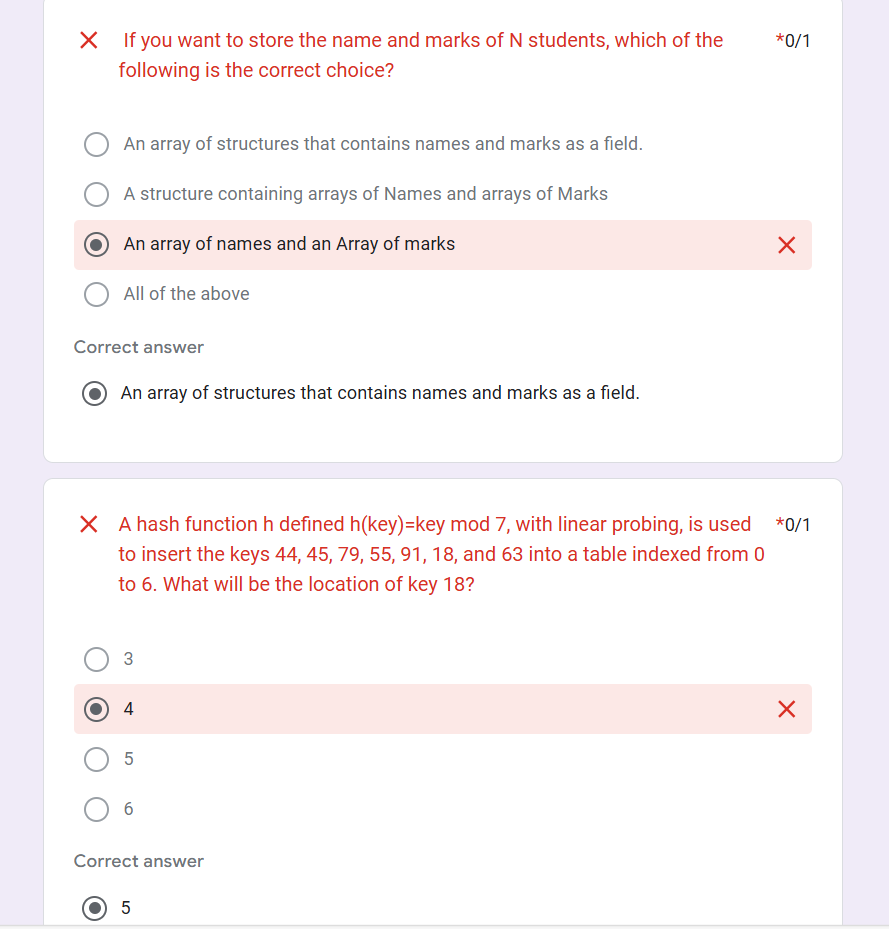 If you want to store the name and marks of N students, which of the
*0/1
following is the correct choice?
An array of structures that contains names and marks as a field.
A structure containing arrays of Names and arrays of Marks
An array of names and an Array of marks
All of the above
Correct answer
An array of structures that contains names and marks as a field.
A hash function h defined h(key)=key mod 7, with linear probing, is used
*0/1
to insert the keys 44, 45, 79, 55, 91, 18, and 63 into a table indexed from 0
to 6. What will be the location of key 18?
3
4
5
6
Correct answer
5